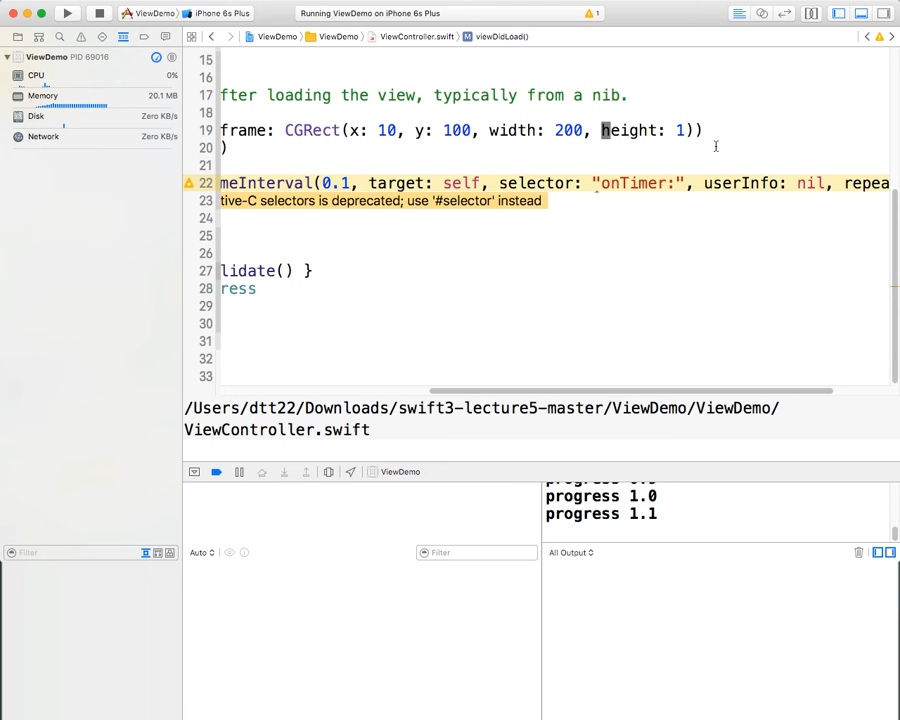 ViewDemo iPhone 6s Plus Running ViewDemo on iPhone 6s Plus 1
ViewDemo ViewDemo ViewController.swift M viewDidLoad()
ViewDemo PID 69016
CPU 0%
Memory 20.1 MB
Disk Zero KB/s
Network Zero KB/s
15
16
17 fter loading the view, typically from a nib.
18
19 frame: CGRect(x: 10, y: 100, width: 200, height: 1))
20 )
21
22 meInterval(0.1, target: self, selector: "onTimer:", userInfo: nil, repea
23 tive-C selectors is deprecated; use '#selector' instead
24
25
26
27 lidate() }
28 ress
29
30
31
32
33
/Users/dtt22/Downloads/swift3-lecture5-master/ViewDemo/ViewDemo/
ViewController.swift
ViewDemo
progress 1.0
progress 1.1
Filter Auto Filter All Output